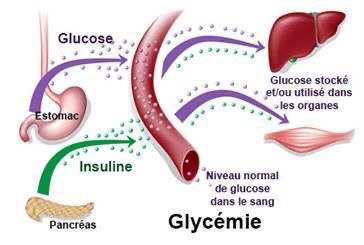 Glucose
Estomac
Insuline
Pancréas
Glucose stocké
et/ou utilisé dans
les organes
Niveau normal
de glucose
dans le sang
Glycémie